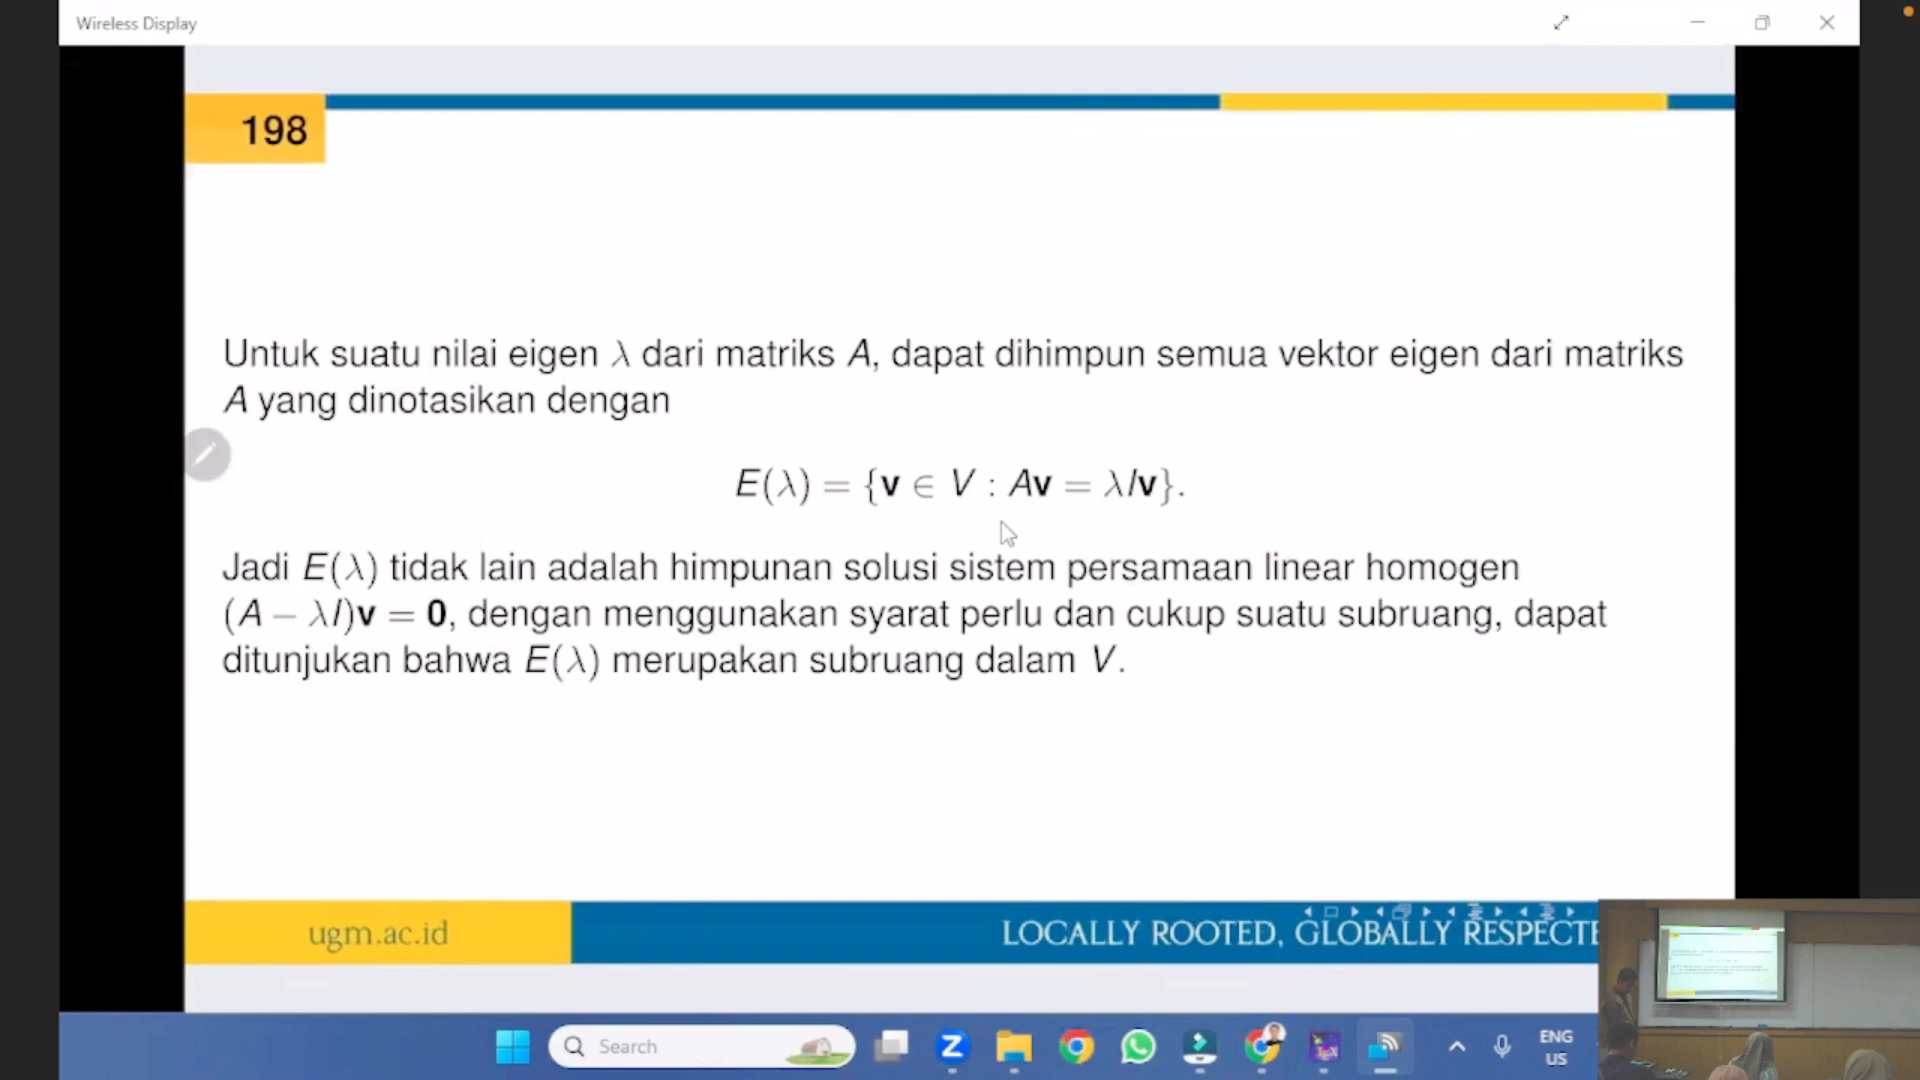 Wireless Display
198
Untuk suatu nilai eigen λ dari matriks A, dapat dihimpun semua vektor eigen dari matriks
A yang dinotasikan dengan
E(λ) = {v ∈ V : Av = λIv}.
Jadi E(λ) tidak lain adalah himpunan solusi sistem persamaan linear homogen
(A − λI)v = 0, dengan menggunakan syarat perlu dan cukup suatu subruang, dapat
ditunjukan bahwa E(λ) merupakan subruang dalam V.
ugm.ac.id
LOCALLY ROOTED, GLOBALLY RESPECTE
Search
ENG
US